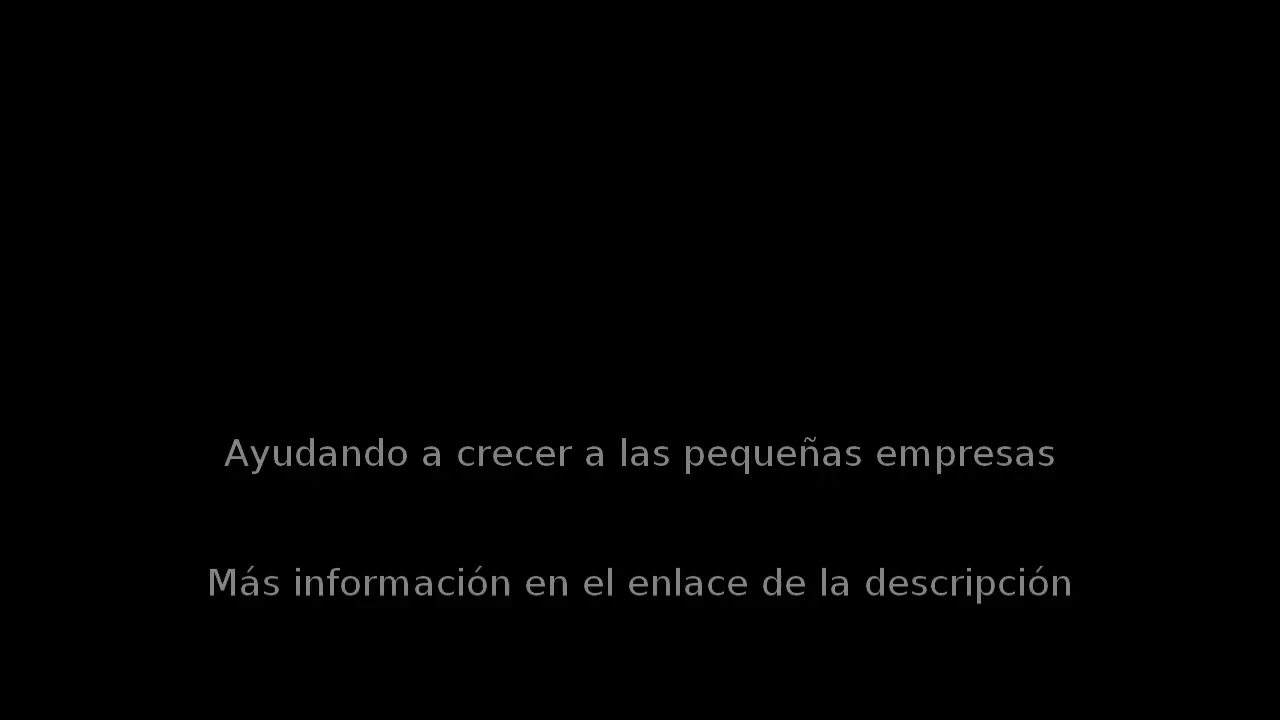 Ayudando a crecer a las pequeñas empresas
Más información en el enlace de la descripción